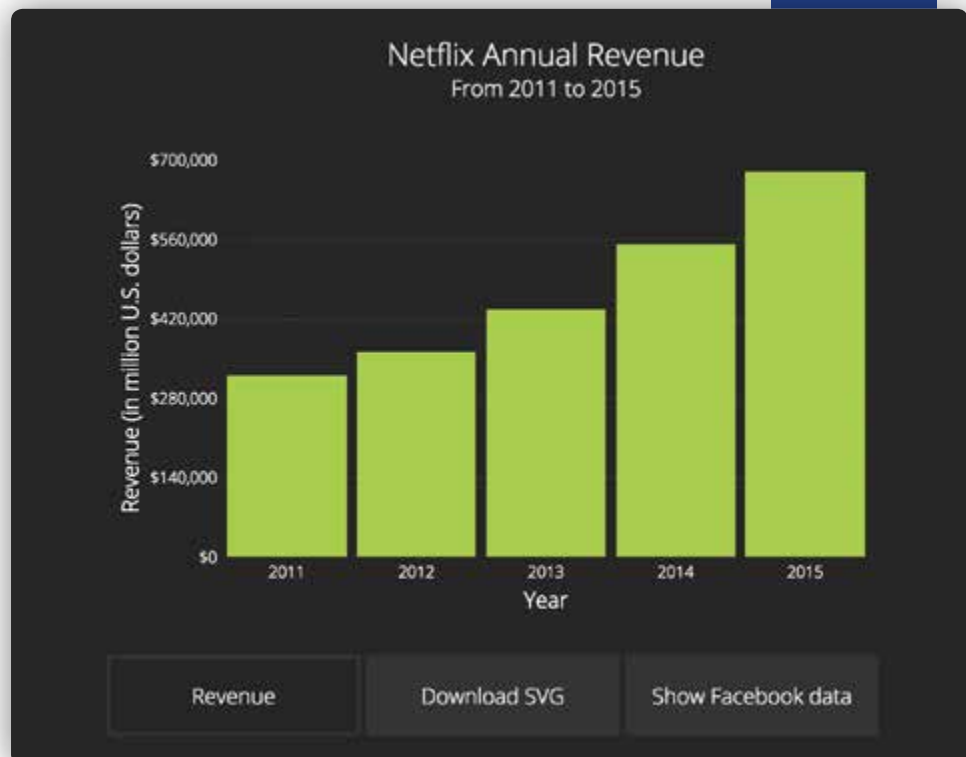 Netflix Annual Revenue
From 2011 to 2015
Revenue (in million U.S. dollars)
$700,000
$560,000
$420,000
$280,000
$140,000
$0
2011 2012 2013 2014 2015
Year
Revenue Download SVG Show Facebook data